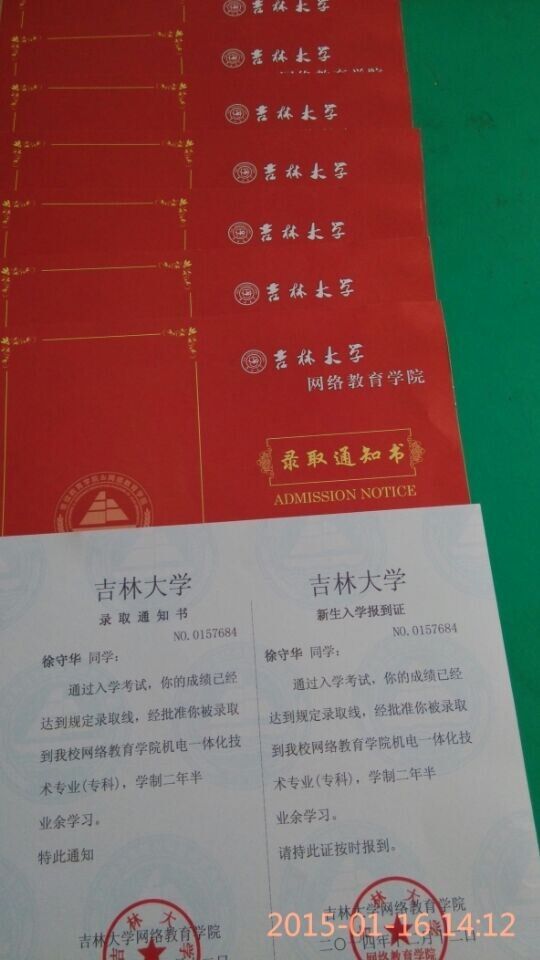 吉林大学
吉林大学
吉林大学
吉林大学
吉林大学
吉林大学
吉林大学
网络教育学院
录取通知书
ADMISSION NOTICE
吉林大学
录取通知书
NO.0157684
徐守华 同学：
通过入学考试，你的成绩已经
达到规定录取线，经批准你被录取
到我校网络教育学院机电一体化技
术专业(专科)，学制二年半
业余学习。
特此通知
吉林大学网络教育学院
吉林大学
新生入学报到证
NO.0157684
徐守华 同学：
通过入学考试，你的成绩已经
达到规定录取线，经批准你被录取
到我校网络教育学院机电一体化技
术专业(专科)，学制二年半
业余学习。
请持此证按时报到。
吉林大学网络教育学院
二〇一四年
2015-01-16 14:12